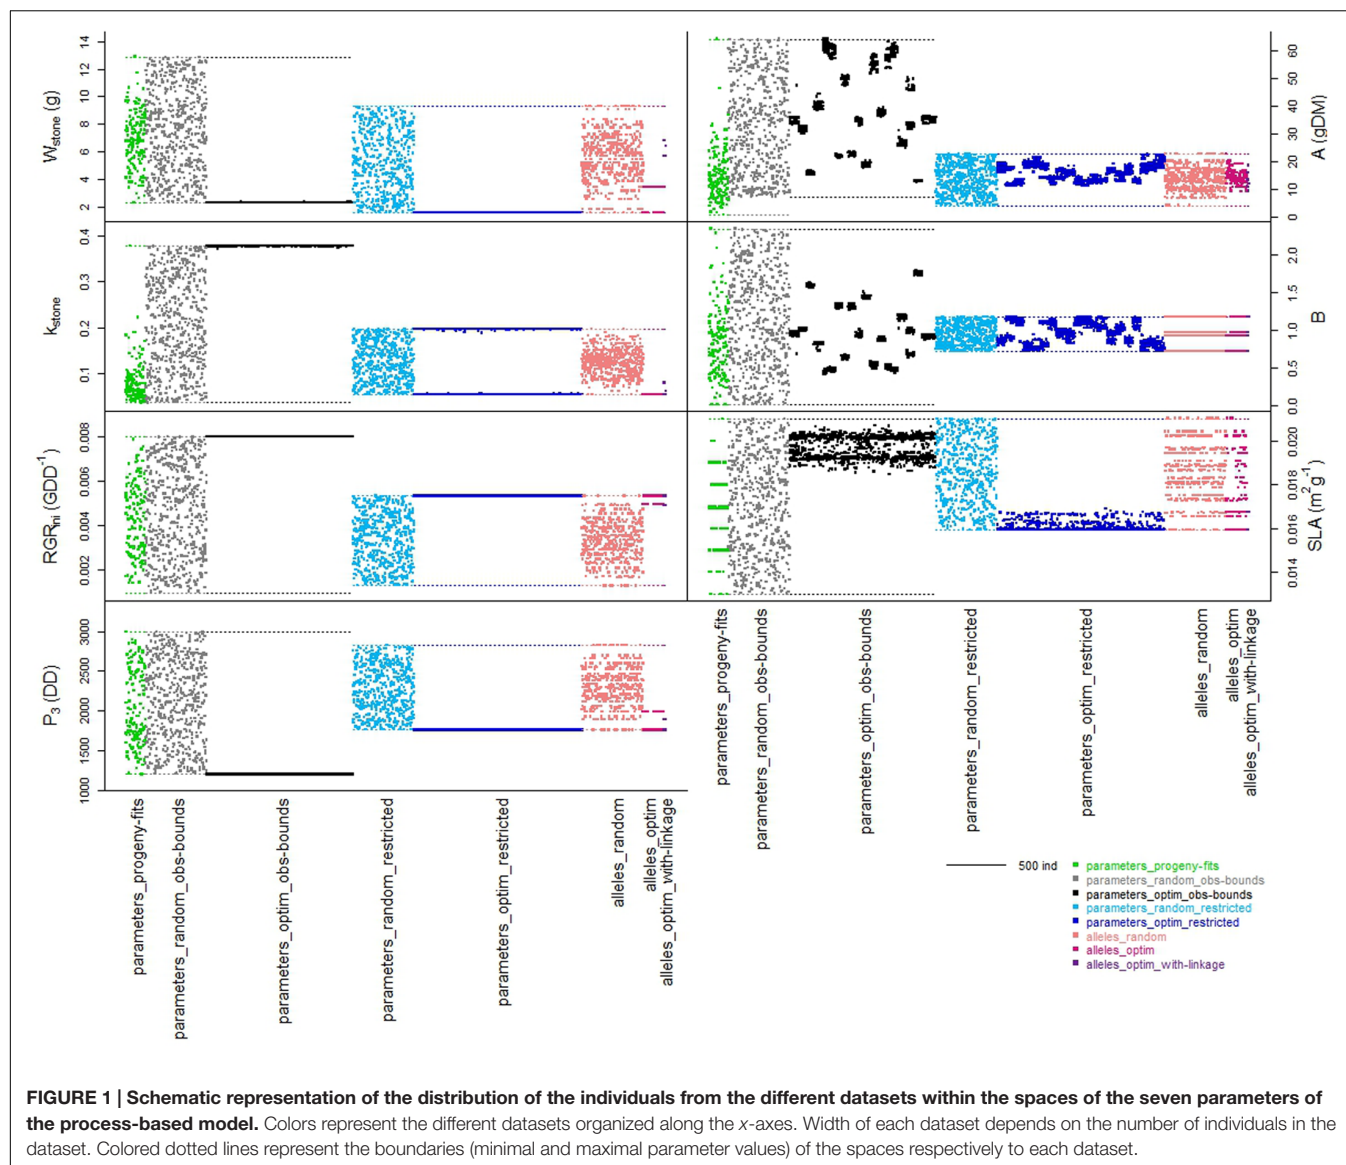 W_stone (g)
14
12
10
8
6
4
2
k_stone
0.4
0.3
0.2
0.1
RGR_ini (GDD⁻¹)
0.008
0.006
0.004
0.002
P_3 (DD)
3000
2500
2000
1500
1000
parameters_progeny-fits
parameters_random_obs-bounds
parameters_optim_obs-bounds
parameters_random_restricted
parameters_optim_restricted
alleles_random
alleles_optim
alleles_optim_with-linkage
A (gDM)
60
50
40
30
20
10
0
B
2.0
1.5
1.0
0.5
0.0
SLA (m²g⁻¹)
0.020
0.018
0.016
0.014
parameters_progeny-fits
parameters_random_obs-bounds
parameters_optim_obs-bounds
parameters_random_restricted
parameters_optim_restricted
alleles_random
alleles_optim
alleles_optim_with-linkage
500 ind
parameters_progeny-fits
parameters_random_obs-bounds
parameters_optim_obs-bounds
parameters_random_restricted
parameters_optim_restricted
alleles_random
alleles_optim
alleles_optim_with-linkage
FIGURE 1 | Schematic representation of the distribution of the individuals from the different datasets within the spaces of the seven parameters of
the process-based model. Colors represent the different datasets organized along the x-axes. Width of each dataset depends on the number of individuals in the
dataset. Colored dotted lines represent the boundaries (minimal and maximal parameter values) of the spaces respectively to each dataset.